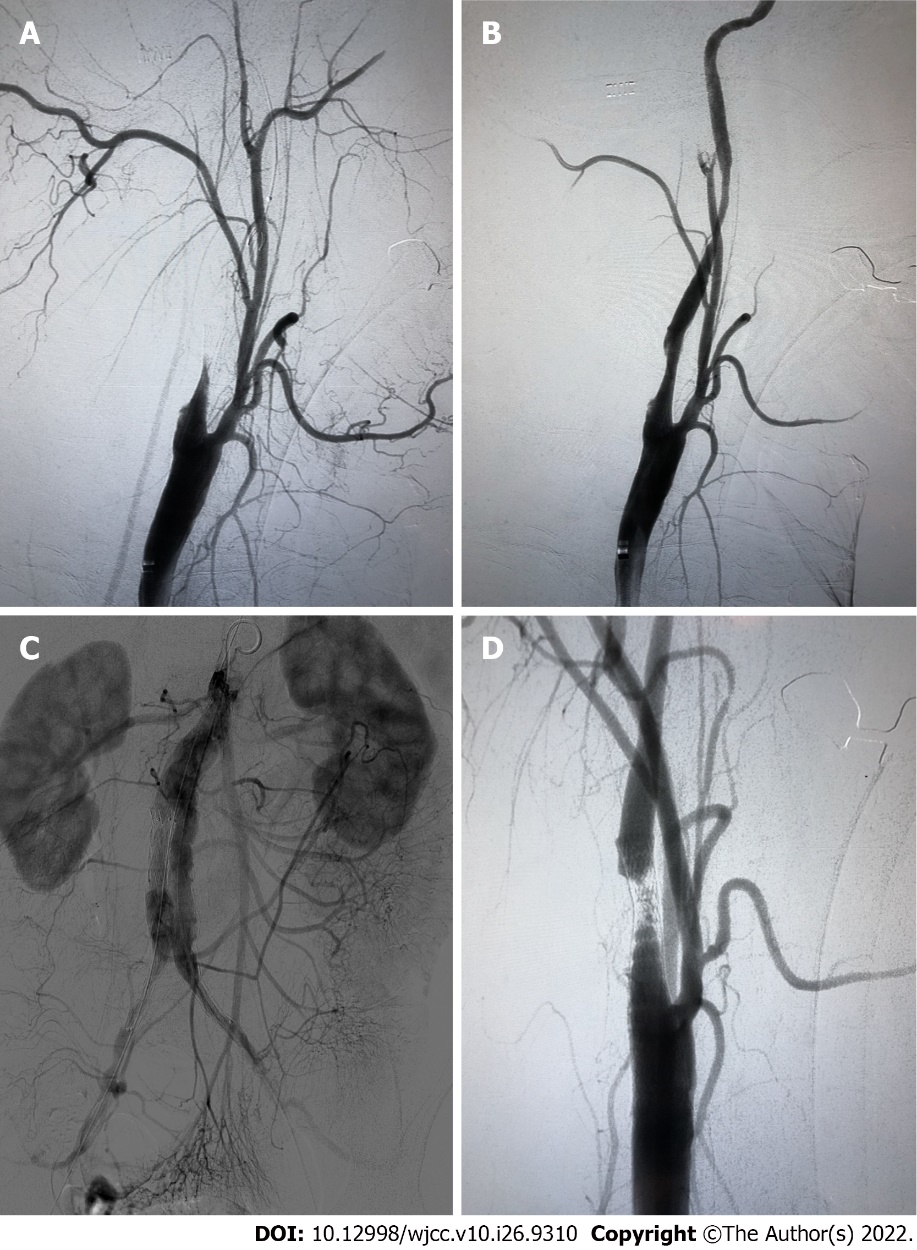 A
B
C
D
DOI: 10.12998/wjcc.v10.i26.9310 Copyright ©The Author(s) 2022.